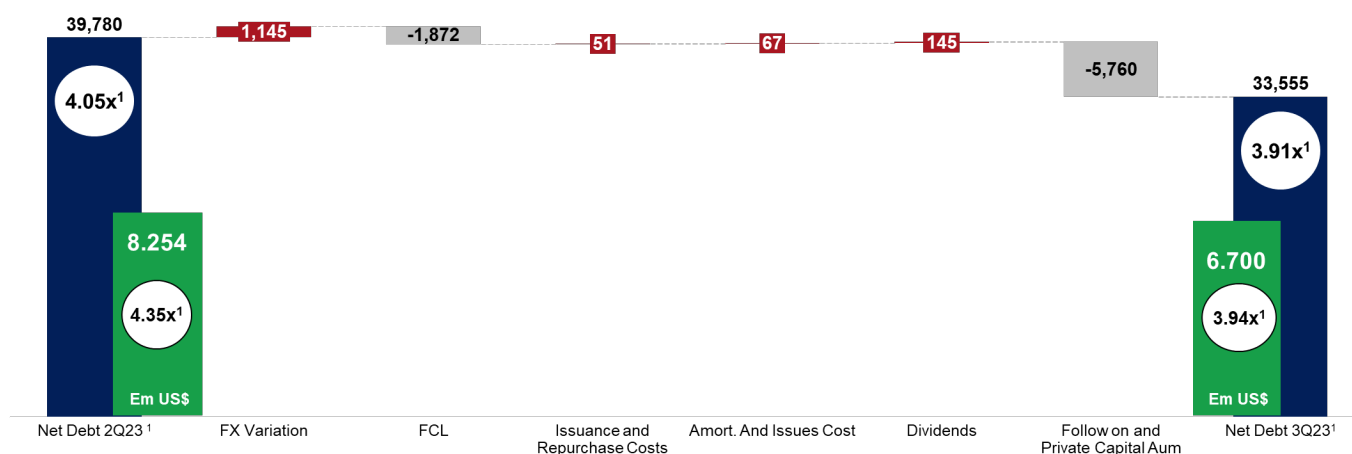 39,780
1,145
-1,872
51
67
145
-5,760
33,555
4.05x¹
3.91x¹
8.254
4.35x¹
Em US$
6.700
3.94x¹
Em US$
Net Debt 2Q23 ¹
FX Variation
FCL
Issuance and
Repurchase Costs
Amort. And Issues Cost
Dividends
Follow on and
Private Capital Aum
Net Debt 3Q23¹